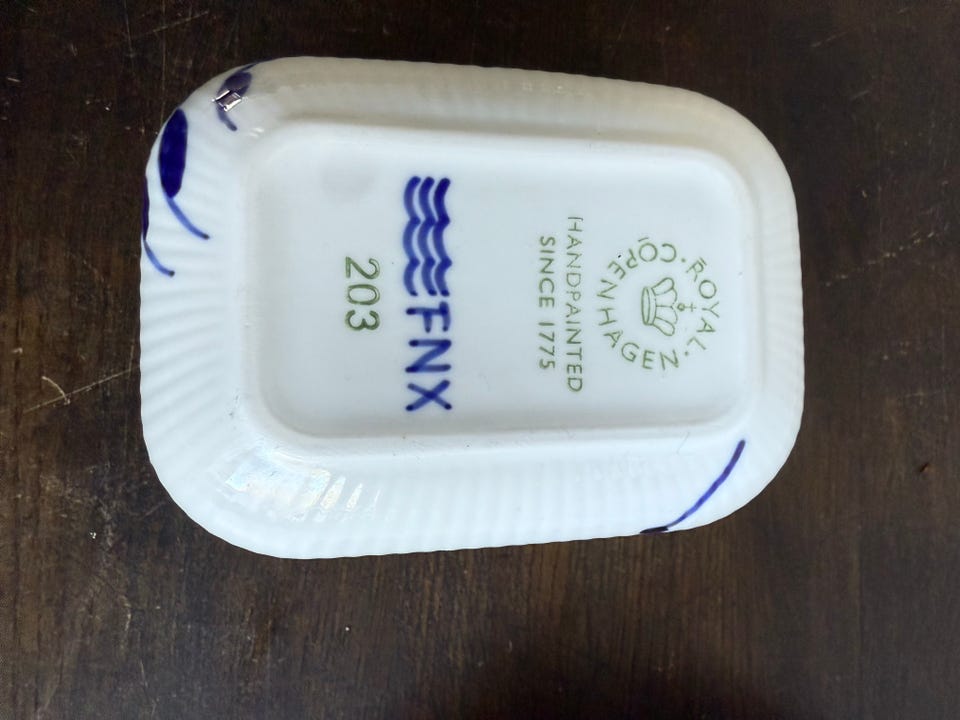 ROYAL
COPENHAGEN
HANDPAINTED
SINCE 1775
FNX
203